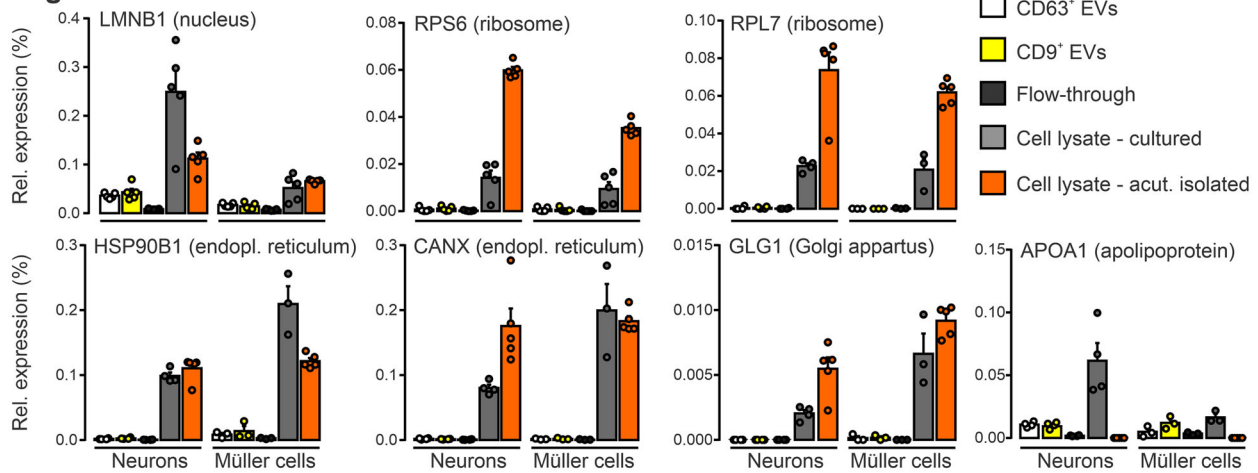 LMNB1 (nucleus)
Rel. expression (%)
0.4
0.3
0.2
0.1
0.0
RPS6 (ribosome)
0.08
0.06
0.04
0.02
0.00
RPL7 (ribosome)
0.10
0.08
0.06
0.04
0.02
0.00
CD63⁺ EVs
CD9⁺ EVs
Flow-through
Cell lysate - cultured
Cell lysate - acut. isolated
HSP90B1 (endopl. reticulum)
Rel. expression (%)
0.3
0.2
0.1
0.0
Neurons Müller cells
CANX (endopl. reticulum)
0.3
0.2
0.1
0.0
Neurons Müller cells
GLG1 (Golgi appartus)
0.015
0.010
0.005
0.000
Neurons Müller cells
APOA1 (apolipoprotein)
0.15
0.10
0.05
0.00
Neurons Müller cells